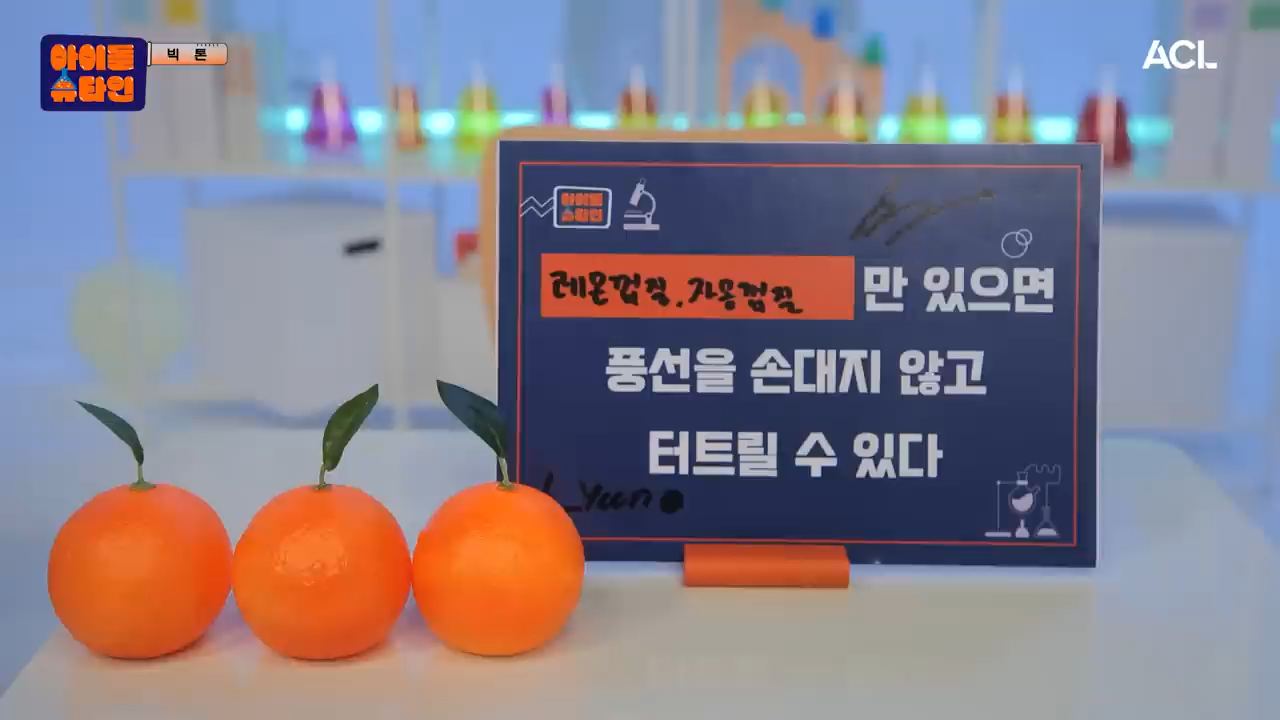 아이돌
슈타인
빅톤
ACL
아이돌
슈타인
레몬껍질, 자몽껍질만 있으면
풍선을 손대지 않고
터트릴 수 있다